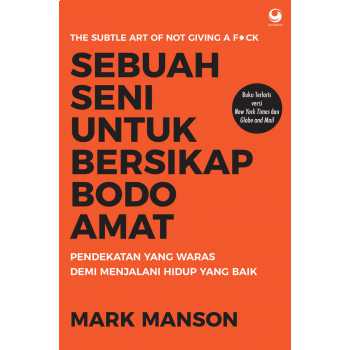 THE SUBTLE ART OF NOT GIVING A F*CK
SEBUAH
SENI
UNTUK
BERSIKAP
BODO
AMAT
Buku Terlaris
versi
New York Times dan
Globe and Mail
PENDEKATAN YANG WARAS
DEMI MENJALANI HIDUP YANG BAIK
MARK MANSON